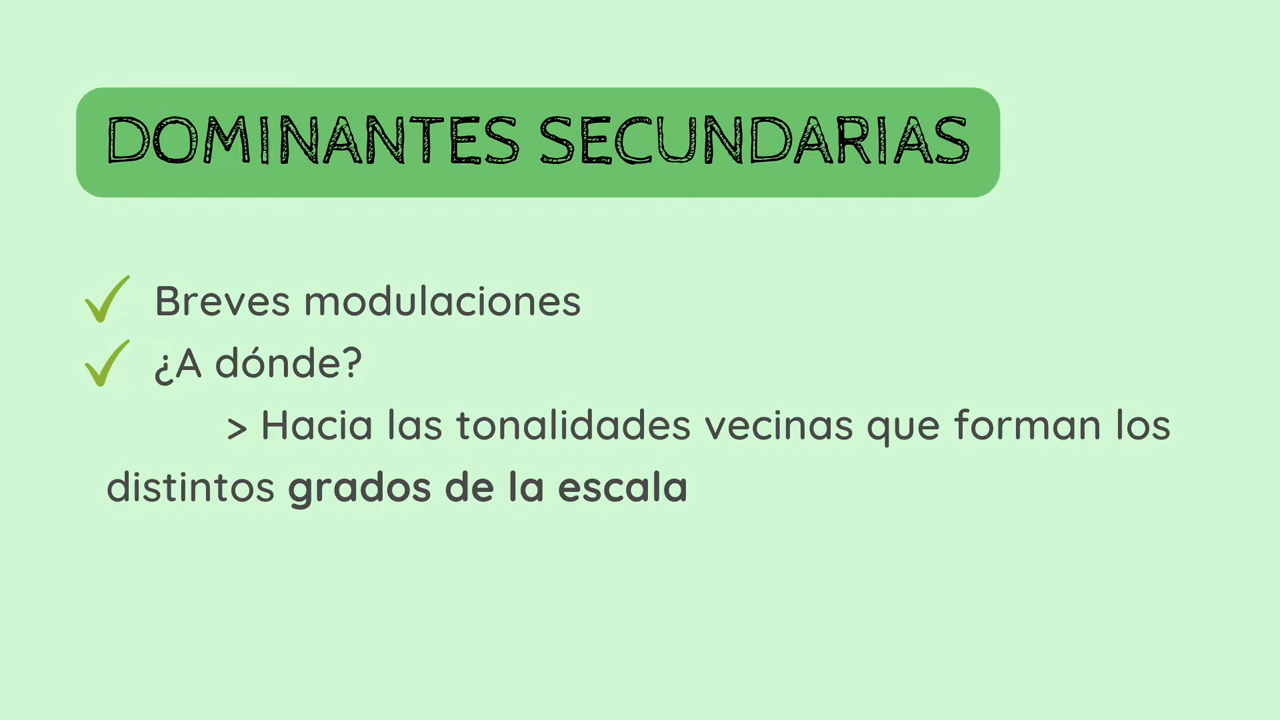 DOMINANTES SECUNDARIAS
Breves modulaciones
¿A dónde?
> Hacia las tonalidades vecinas que forman los
distintos grados de la escala